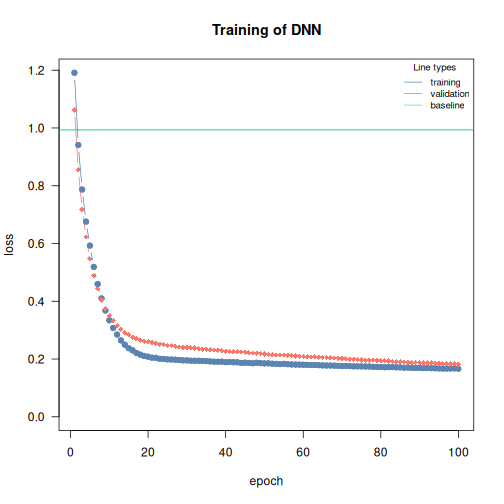 Training of DNN
Line types
training
validation
baseline
loss
1.2
1.0
0.8
0.6
0.4
0.2
0.0
0 20 40 60 80 100
epoch